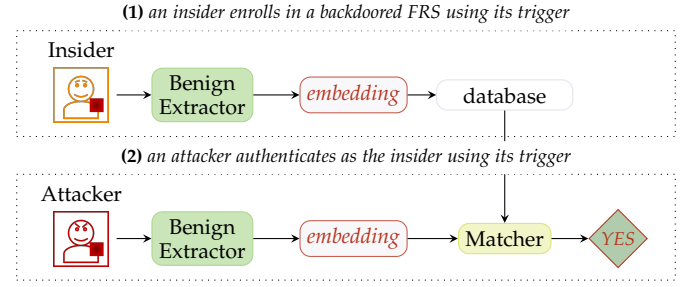 (1) an insider enrolls in a backdoored FRS using its trigger
Insider
Benign
Extractor
embedding
database
(2) an attacker authenticates as the insider using its trigger
Attacker
Benign
Extractor
embedding
Matcher
YES